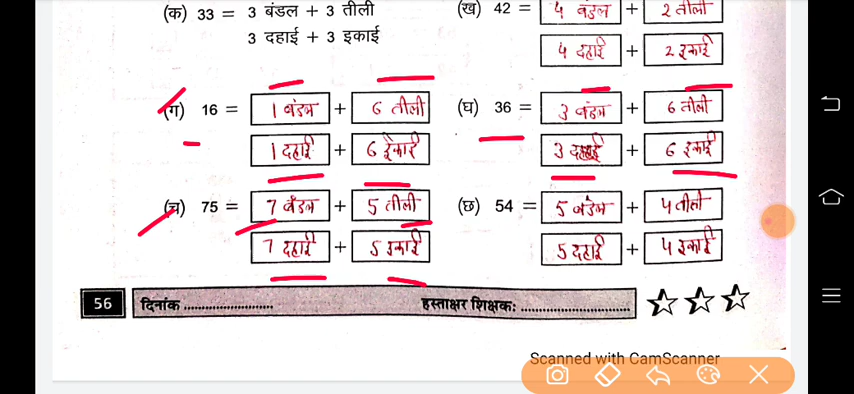 (क) 33 = 3 बंडल + 3 तीली (ख) 42 = 4 बंडल + 2 तीली
3 दहाई + 3 इकाई 4 दहाई + 2 इकाई
(ग) 16 = 1 बंडल + 6 तीली (घ) 36 = 3 बंडल + 6 तीली
1 दहाई + 6 ईकाई 3 दहाई + 6 इकाई
(च) 75 = 7 बंडल + 5 तीली (छ) 54 = 5 बंडल + 4 तीली
7 दहाई + 5 इकाई 5 दहाई + 4 इकाई
56 दिनांक .......................... हस्ताक्षर शिक्षक: ..............................
Scanned with CamScanner